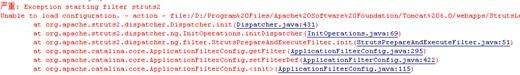 严重: Exception starting filter struts2
Unable to load configuration. - action - file:/D:/Program%20Files/Apache%20Software%20Foundation/Tomcat%206.0/webapps/Struts
at org.apache.struts2.dispatcher.Dispatcher.init(Dispatcher.java:431)
at org.apache.struts2.dispatcher.ng.InitOperations.initDispatcher(InitOperations.java:69)
at org.apache.struts2.dispatcher.ng.filter.StrutsPrepareAndExecuteFilter.init(StrutsPrepareAndExecuteFilter.java:51)
at org.apache.catalina.core.ApplicationFilterConfig.getFilter(ApplicationFilterConfig.java:295)
at org.apache.catalina.core.ApplicationFilterConfig.setFilterDef(ApplicationFilterConfig.java:422)
at org.apache.catalina.core.ApplicationFilterConfig.<init>(ApplicationFilterConfig.java:115)